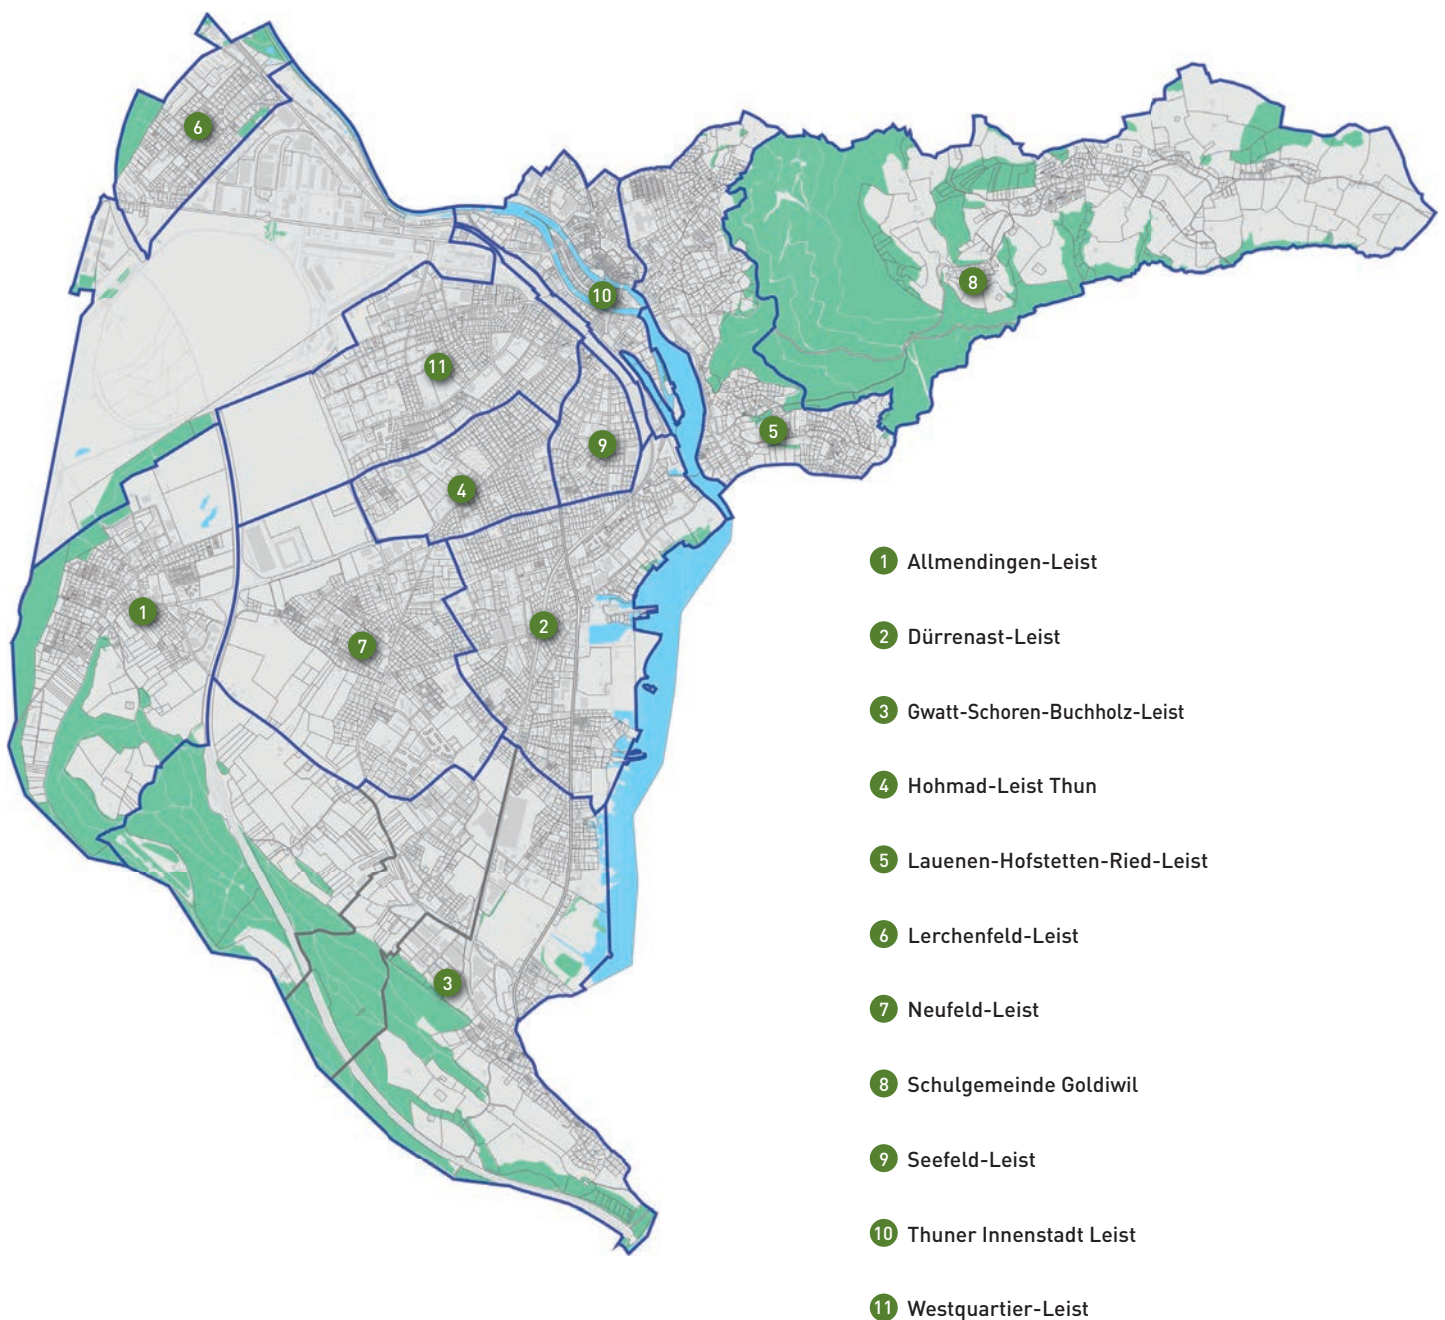 6
8
10
11
5
9
4
1
2
7
3
1 Allmendingen-Leist
2 Dürrenast-Leist
3 Gwatt-Schoren-Buchholz-Leist
4 Hohmad-Leist Thun
5 Lauenen-Hofstetten-Ried-Leist
6 Lerchenfeld-Leist
7 Neufeld-Leist
8 Schulgemeinde Goldiwil
9 Seefeld-Leist
10 Thuner Innenstadt Leist
11 Westquartier-Leist